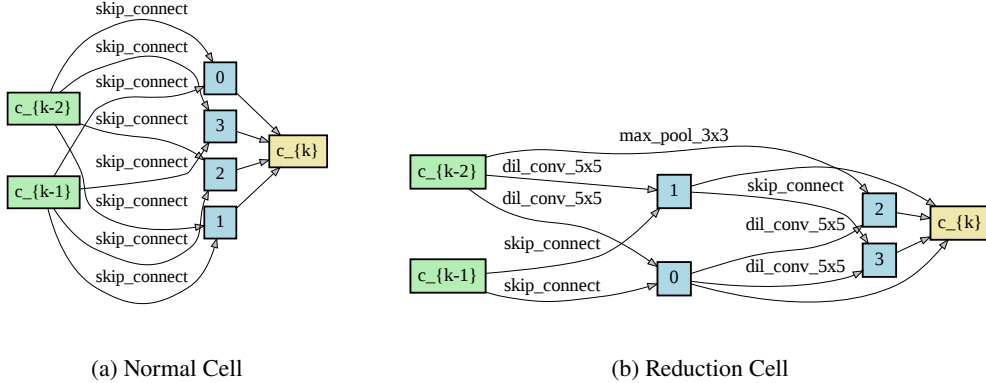 skip_connect
skip_connect
skip_connect
skip_connect
skip_connect
skip_connect
skip_connect
skip_connect
c_{k-2}
c_{k-1}
0
3
2
1
c_{k}
(a) Normal Cell
max_pool_3x3
dil_conv_5x5
dil_conv_5x5
skip_connect
skip_connect
c_{k-2}
c_{k-1}
1
0
skip_connect
dil_conv_5x5
dil_conv_5x5
2
3
c_{k}
(b) Reduction Cell